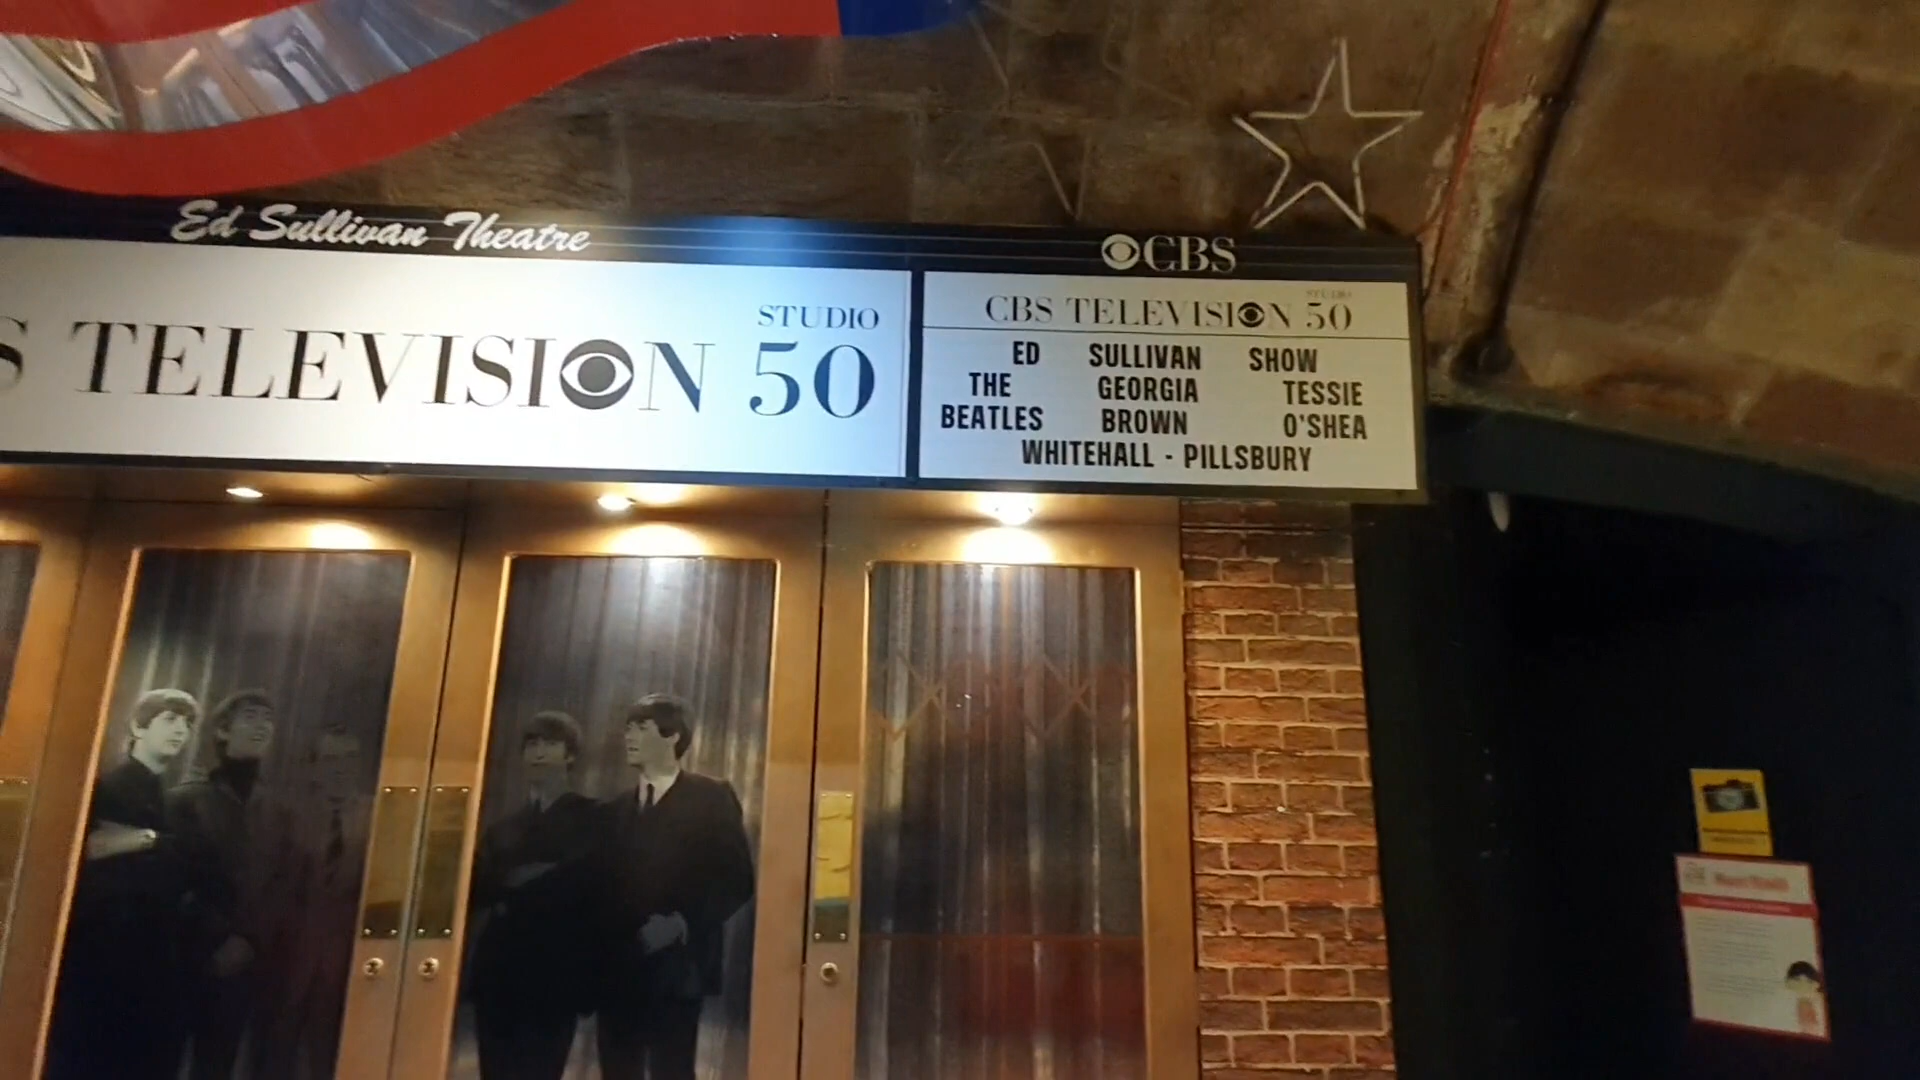 Ed Sullivan Theatre
CBS
S TELEVISION STUDIO 50
CBS TELEVISION STUDIO 50
ED SULLIVAN SHOW
THE GEORGIA TESSIE
BEATLES BROWN O'SHEA
WHITEHALL - PILLSBURY